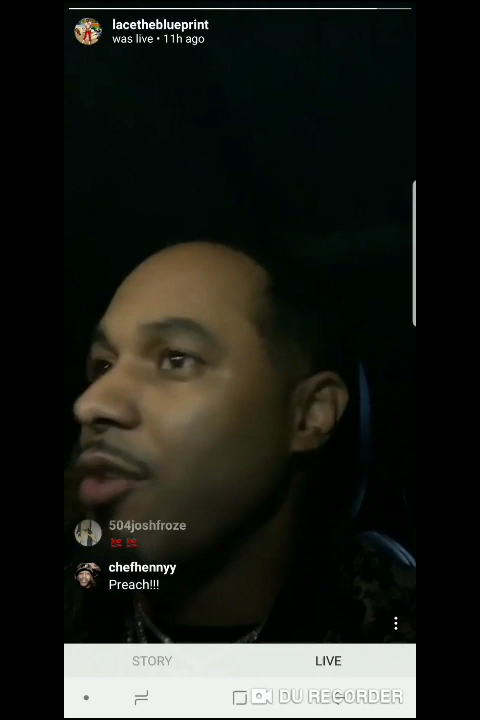 lacetheblueprint
was live • 11h ago
504joshfroze
💯 💯
chefhennyy
Preach!!!
STORY LIVE
DU RECORDER